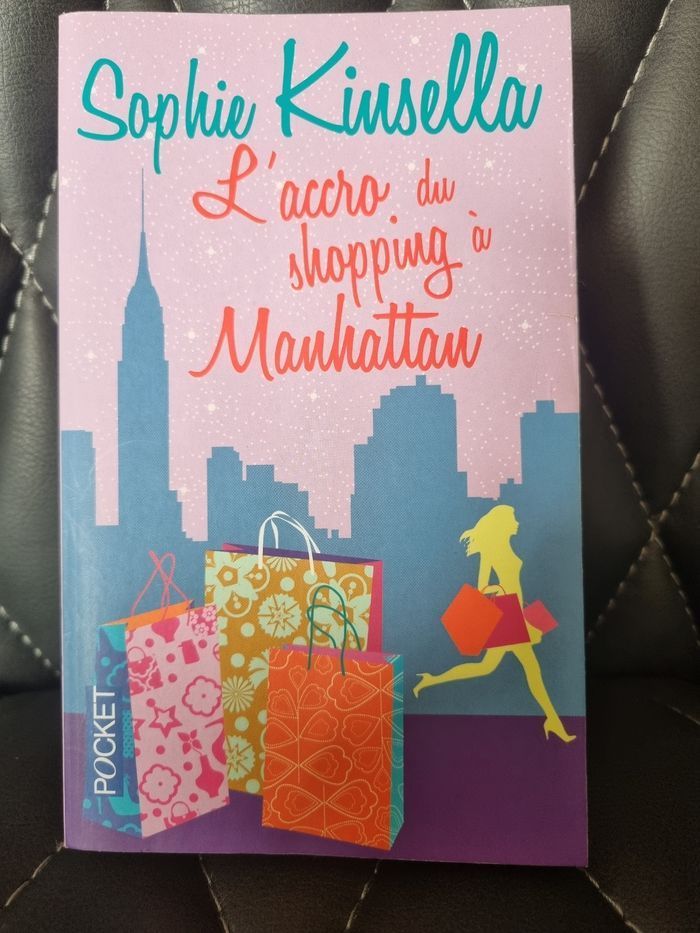 Sophie Kinsella
L'accro du
shopping à
Manhattan
POCKET